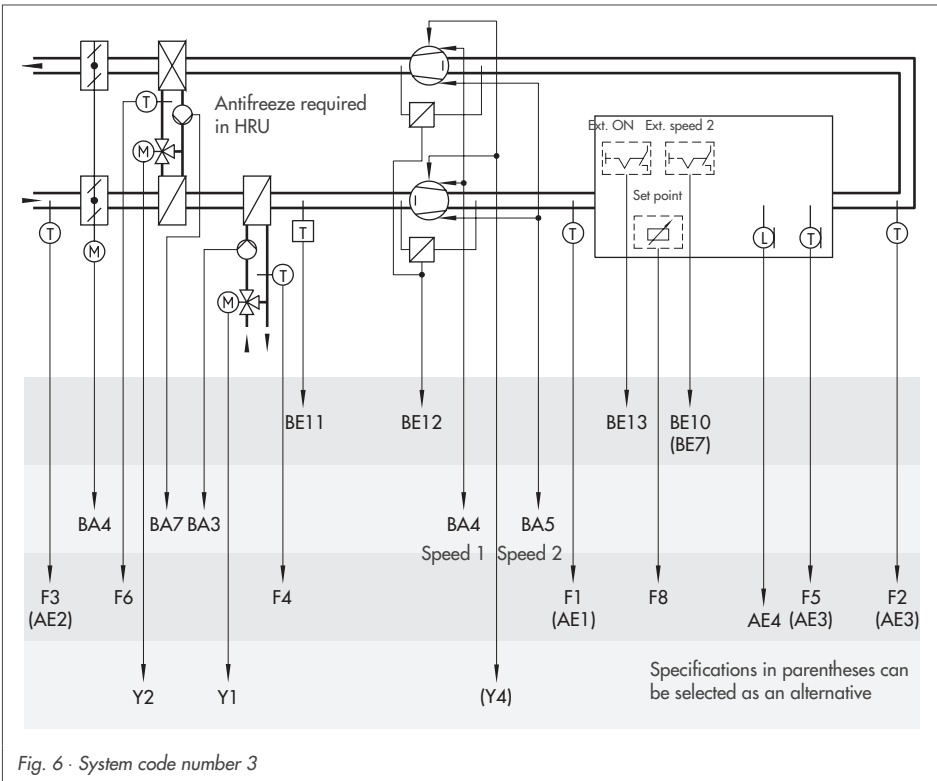 Antifreeze required
in HRU
Ext. ON Ext. speed 2
Set point
T
M
T
M
T
T
M
T
L
T
T
BE11 BE12 BE13 BE10
(BE7)
BA4 BA7 BA3 BA4 BA5
Speed 1 Speed 2
F3 F6 F4 F1 F8 AE4 F5 F2
(AE2) (AE1) (AE3) (AE3)
Y2 Y1 (Y4)
Specifications in parentheses can
be selected as an alternative
Fig. 6 · System code number 3